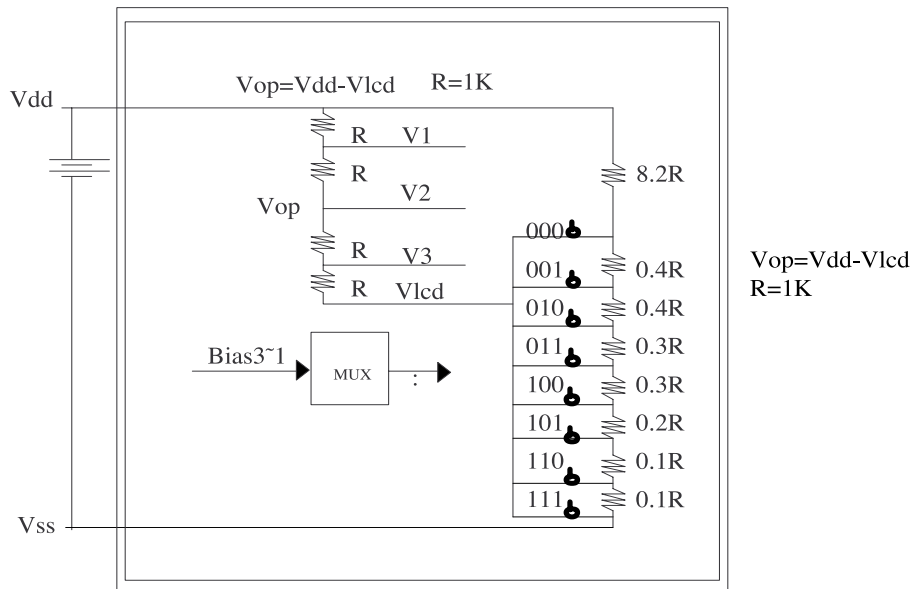 Vop=Vdd-Vlcd R=1K
Vdd
R V1
R
8.2R
Vop
V2
000
R V3
001
0.4R
Vop=Vdd-Vlcd
R=1K
R Vlcd
010
0.4R
011
0.3R
Bias3~1
MUX
:
100
0.3R
101
0.2R
110
0.1R
111
0.1R
Vss